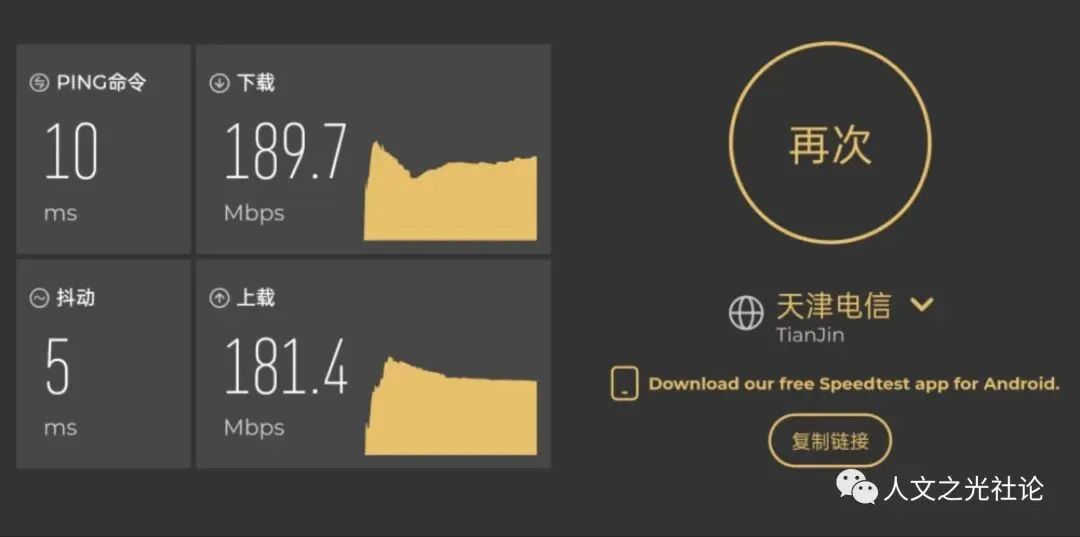 PING命令
10
ms
下载
189.7
Mbps
抖动
5
ms
上载
181.4
Mbps
再次
天津电信
TianJin
Download our free Speedtest app for Android.
复制链接
人文之光社论